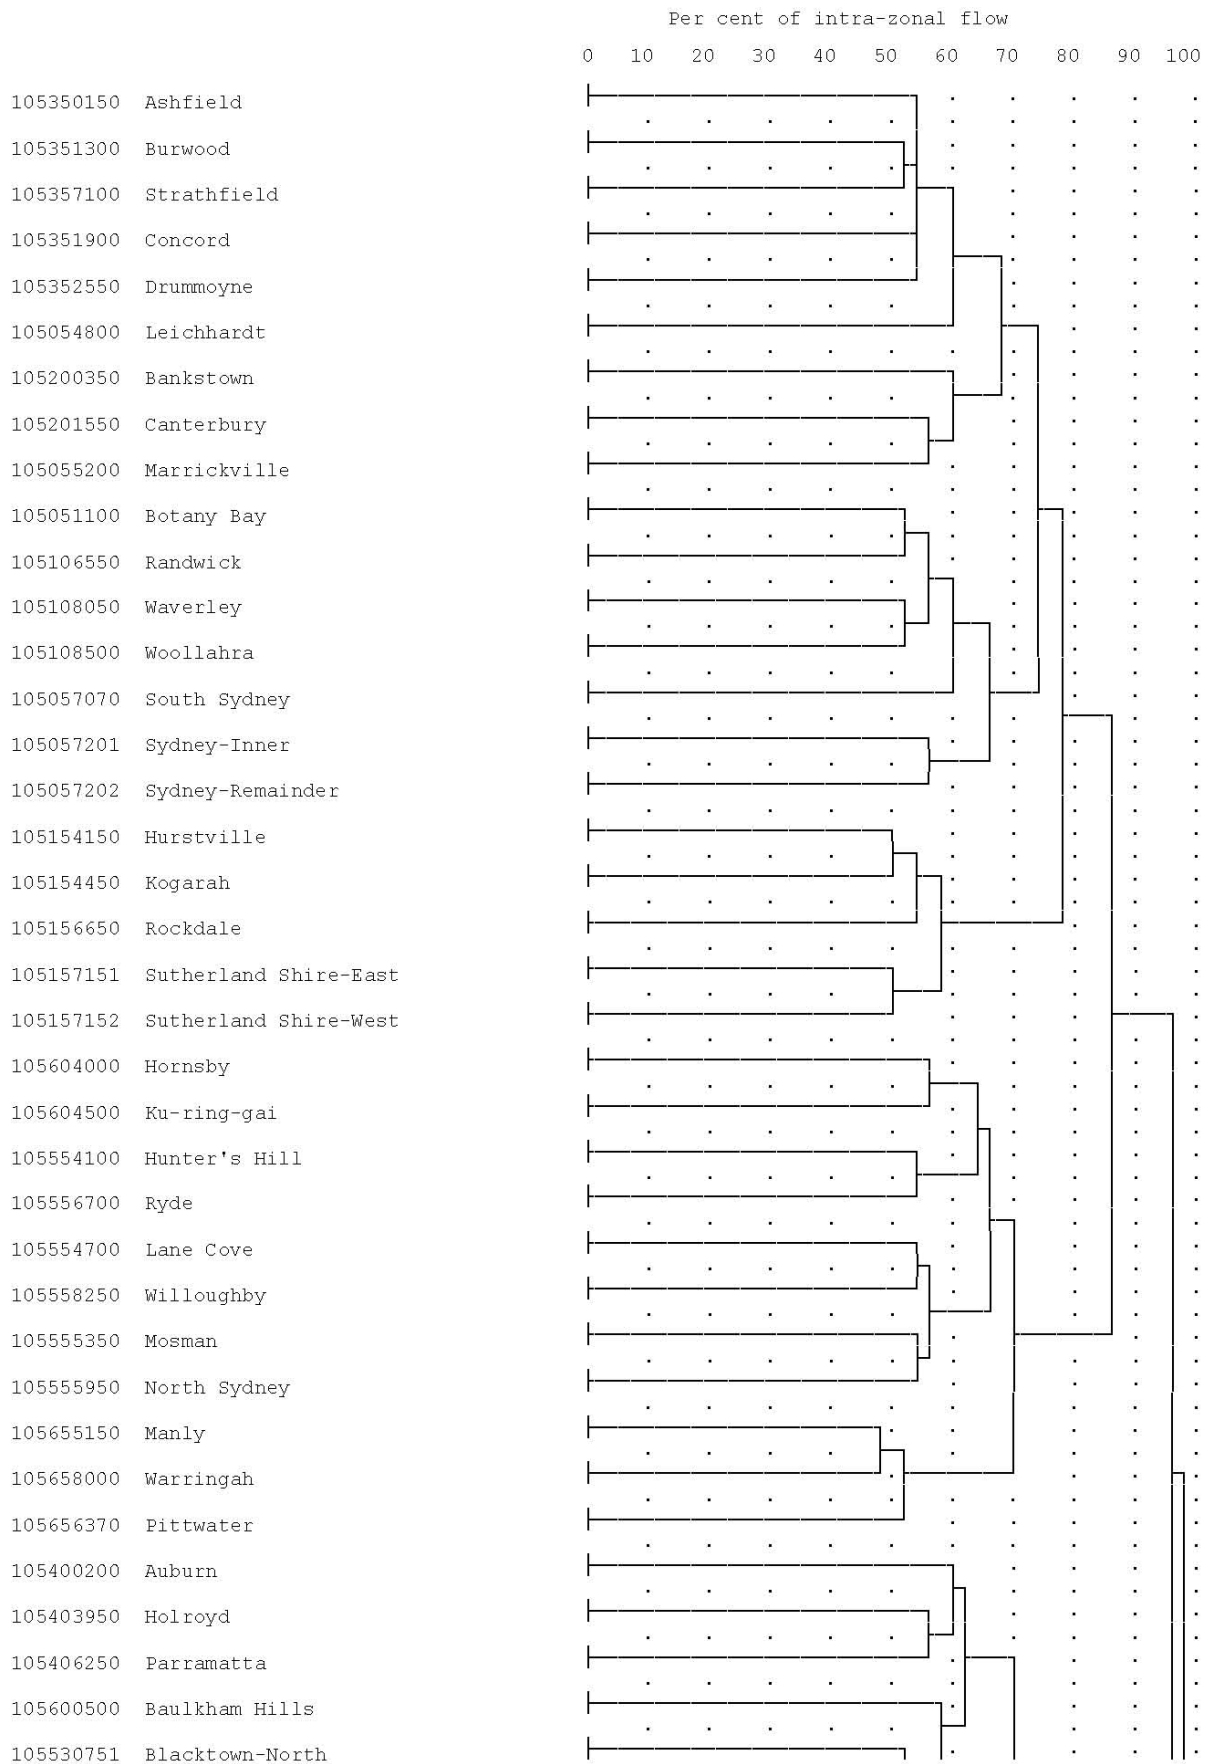 Per cent of intra-zonal flow
0 10 20 30 40 50 60 70 80 90 100
105350150 Ashfield
105351300 Burwood
105357100 Strathfield
105351900 Concord
105352550 Drummoyne
105054800 Leichhardt
105200350 Bankstown
105201550 Canterbury
105055200 Marrickville
105051100 Botany Bay
105106550 Randwick
105108050 Waverley
105108500 Woollahra
105057070 South Sydney
105057201 Sydney-Inner
105057202 Sydney-Remainder
105154150 Hurstville
105154450 Kogarah
105156650 Rockdale
105157151 Sutherland Shire-East
105157152 Sutherland Shire-West
105604000 Hornsby
105604500 Ku-ring-gai
105554100 Hunter's Hill
105556700 Ryde
105554700 Lane Cove
105558250 Willoughby
105555350 Mosman
105555950 North Sydney
105655150 Manly
105658000 Warringah
105656370 Pittwater
105400200 Auburn
105403950 Holroyd
105406250 Parramatta
105600500 Baulkham Hills
105530751 Blacktown-North